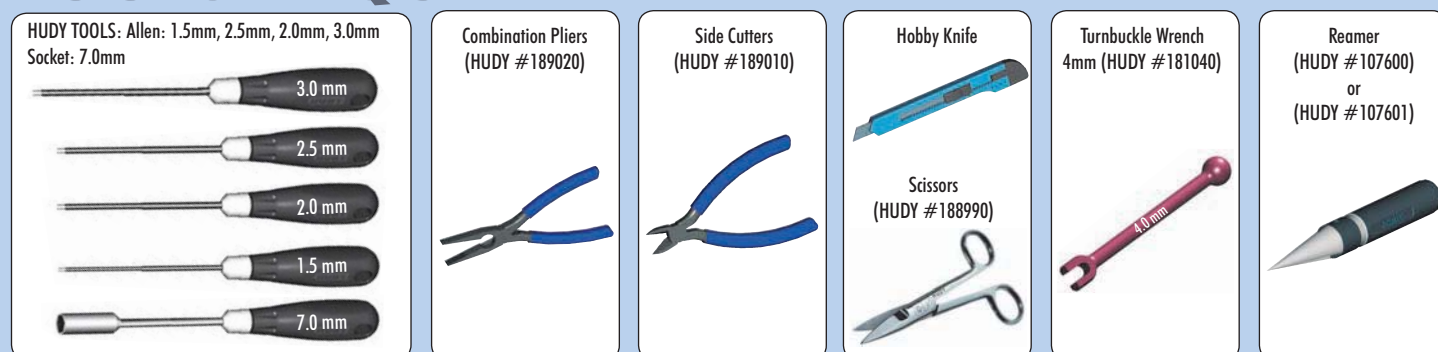 HUDY TOOLS: Allen: 1.5mm, 2.5mm, 2.0mm, 3.0mm
Socket: 7.0mm
3.0 mm
2.5 mm
2.0 mm
1.5 mm
7.0 mm
Combination Pliers
(HUDY #189020)
Side Cutters
(HUDY #189010)
Hobby Knife
Scissors
(HUDY #188990)
Turnbuckle Wrench
4mm (HUDY #181040)
4.0 mm
Reamer
(HUDY #107600)
or
(HUDY #107601)